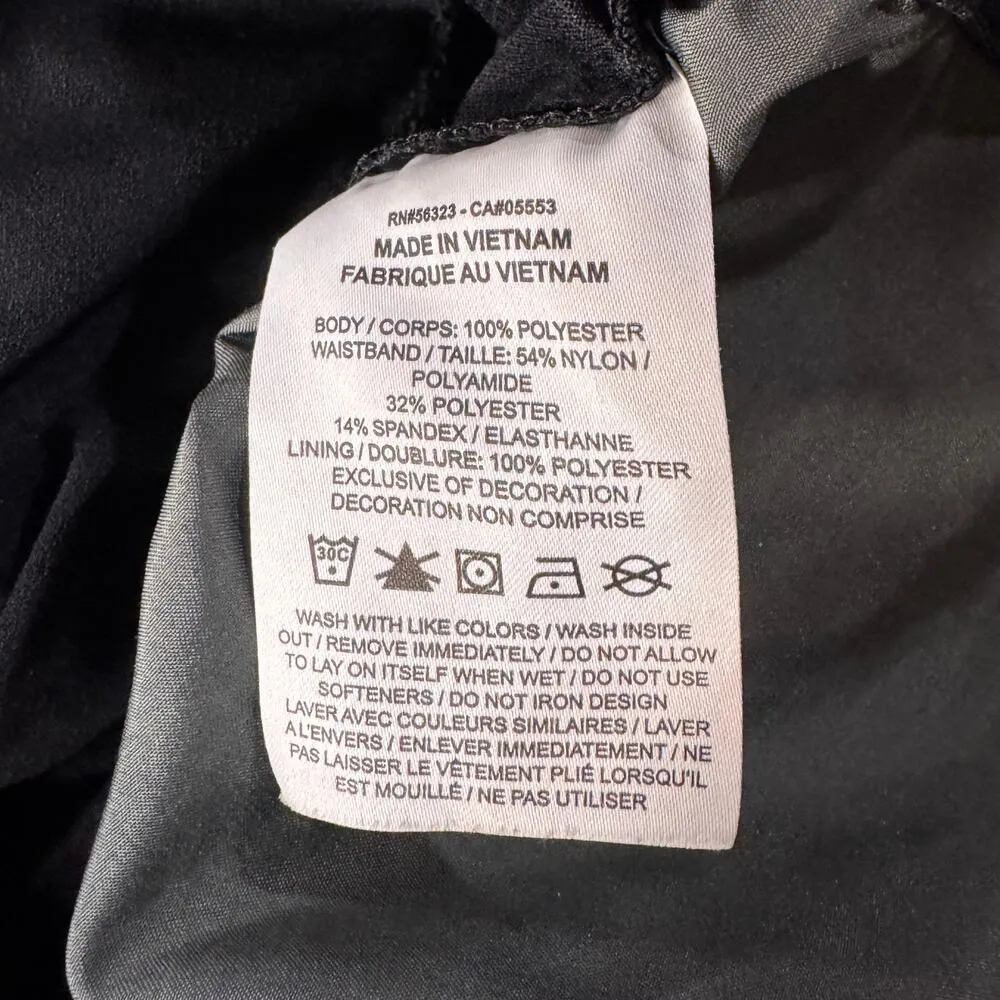 RN#56323 - CA#05553
MADE IN VIETNAM
FABRIQUE AU VIETNAM
BODY / CORPS: 100% POLYESTER
WAISTBAND / TAILLE: 54% NYLON /
POLYAMIDE
32% POLYESTER
14% SPANDEX / ELASTHANNE
LINING / DOUBLURE: 100% POLYESTER
EXCLUSIVE OF DECORATION /
DECORATION NON COMPRISE
30C
WASH WITH LIKE COLORS / WASH INSIDE
OUT / REMOVE IMMEDIATELY / DO NOT ALLOW
TO LAY ON ITSELF WHEN WET / DO NOT USE
SOFTENERS / DO NOT IRON DESIGN
LAVER AVEC COULEURS SIMILAIRES / LAVER
A L'ENVERS / ENLEVER IMMEDIATEMENT / NE
PAS LAISSER LE VÊTEMENT PLIÉ LORSQU'IL
EST MOUILLÉ / NE PAS UTILISER